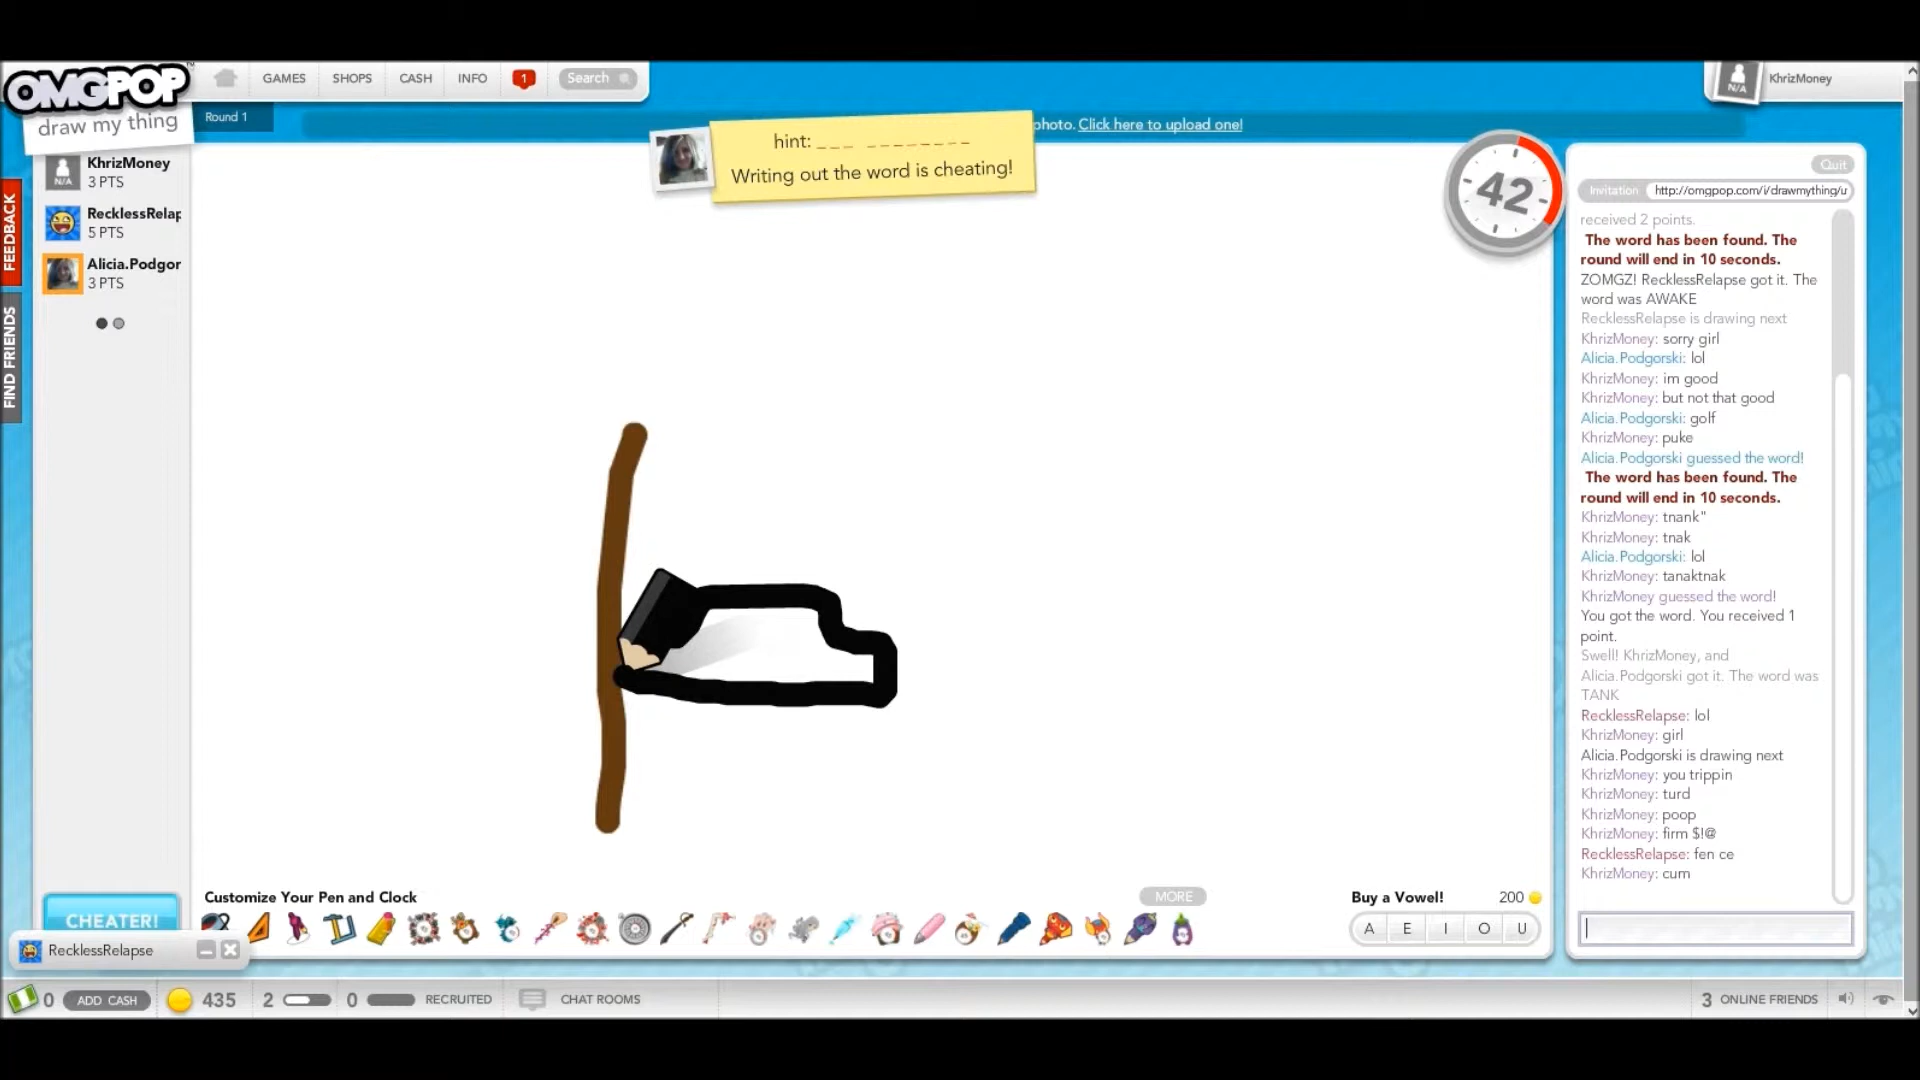 OMGPOP™
draw my thing
GAMES
SHOPS
CASH
INFO
1
Search
N/A
KhrizMoney
Round 1
photo. Click here to upload one!
hint: _ _ _ _ _ _ _ _ _ _ _
Writing out the word is cheating!
42
FEEDBACK
FIND FRIENDS
N/A
KhrizMoney
3 PTS
RecklessRelap
5 PTS
Alicia.Podgor
3 PTS
Quit
Invitation http://omgpop.com/i/drawmything/u
received 2 points.
The word has been found. The
round will end in 10 seconds.
ZOMGZ! RecklessRelapse got it. The
word was AWAKE
RecklessRelapse is drawing next
KhrizMoney: sorry girl
Alicia.Podgorski: lol
KhrizMoney: im good
KhrizMoney: but not that good
Alicia.Podgorski: golf
KhrizMoney: puke
Alicia.Podgorski guessed the word!
The word has been found. The
round will end in 10 seconds.
KhrizMoney: tnank"
KhrizMoney: tnak
Alicia.Podgorski: lol
KhrizMoney: tanaktnak
KhrizMoney guessed the word!
You got the word. You received 1
point.
Swell! KhrizMoney, and
Alicia.Podgorski got it. The word was
TANK
RecklessRelapse: lol
KhrizMoney: girl
Alicia.Podgorski is drawing next
KhrizMoney: you trippin
KhrizMoney: turd
KhrizMoney: poop
KhrizMoney: firm $!@
RecklessRelapse: fen ce
KhrizMoney: cum
Customize Your Pen and Clock
MORE
Buy a Vowel!
200
A E I O U
CHEATER!
RecklessRelapse
0
ADD CASH
435
2
0
RECRUITED
CHAT ROOMS
3 ONLINE FRIENDS